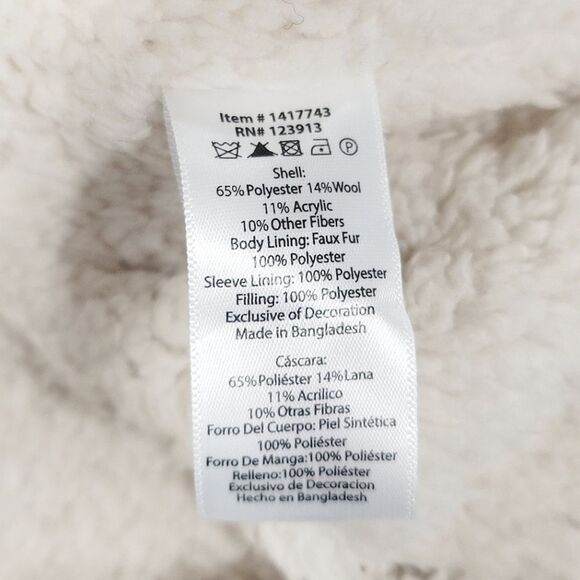 Item # 1417743
RN# 123913
P
Shell:
65% Polyester 14% Wool
11% Acrylic
10% Other Fibers
Body Lining: Faux Fur
100% Polyester
Sleeve Lining: 100% Polyester
Filling: 100% Polyester
Exclusive of Decoration
Made in Bangladesh
Cáscara:
65% Poliéster 14% Lana
11% Acrilico
10% Otras Fibras
Forro Del Cuerpo: Piel Sintética
100% Poliéster
Forro De Manga:100% Poliéster
Relleno:100% Poliéster
Exclusivo de Decoracion
Hecho en Bangladesh